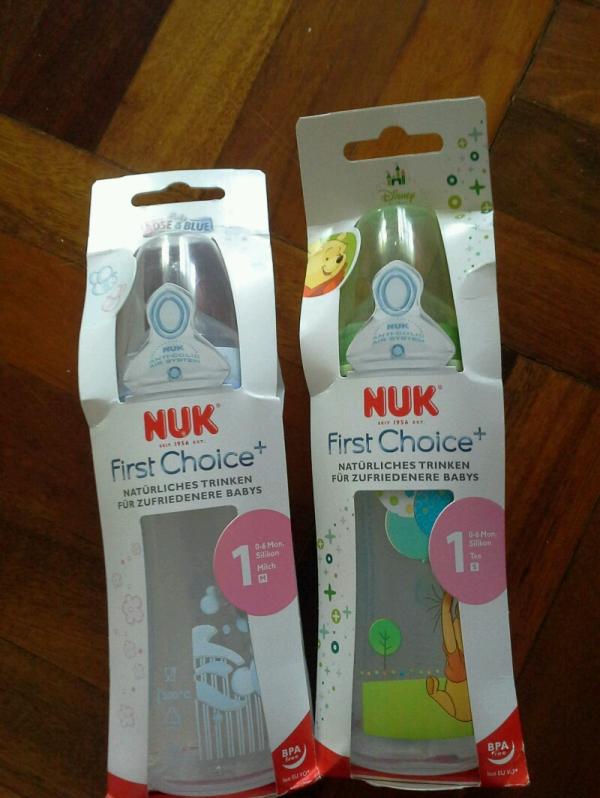 ROSE & BLUE
NUK
ANTI-COLIC
AIR SYSTEM
NUK
SEIT 1956 EST.
First Choice+
NATÜRLICHES TRINKEN
FÜR ZUFRIEDENERE BABYS
1
0-6 Mon.
Silikon
Milch
M
BPA
free
Disney
NUK
ANTI-COLIC
AIR SYSTEM
NUK
SEIT 1956 EST.
First Choice+
NATÜRLICHES TRINKEN
FÜR ZUFRIEDENERE BABYS
1
0-6 Mon.
Silikon
Tee
S
BPA
free